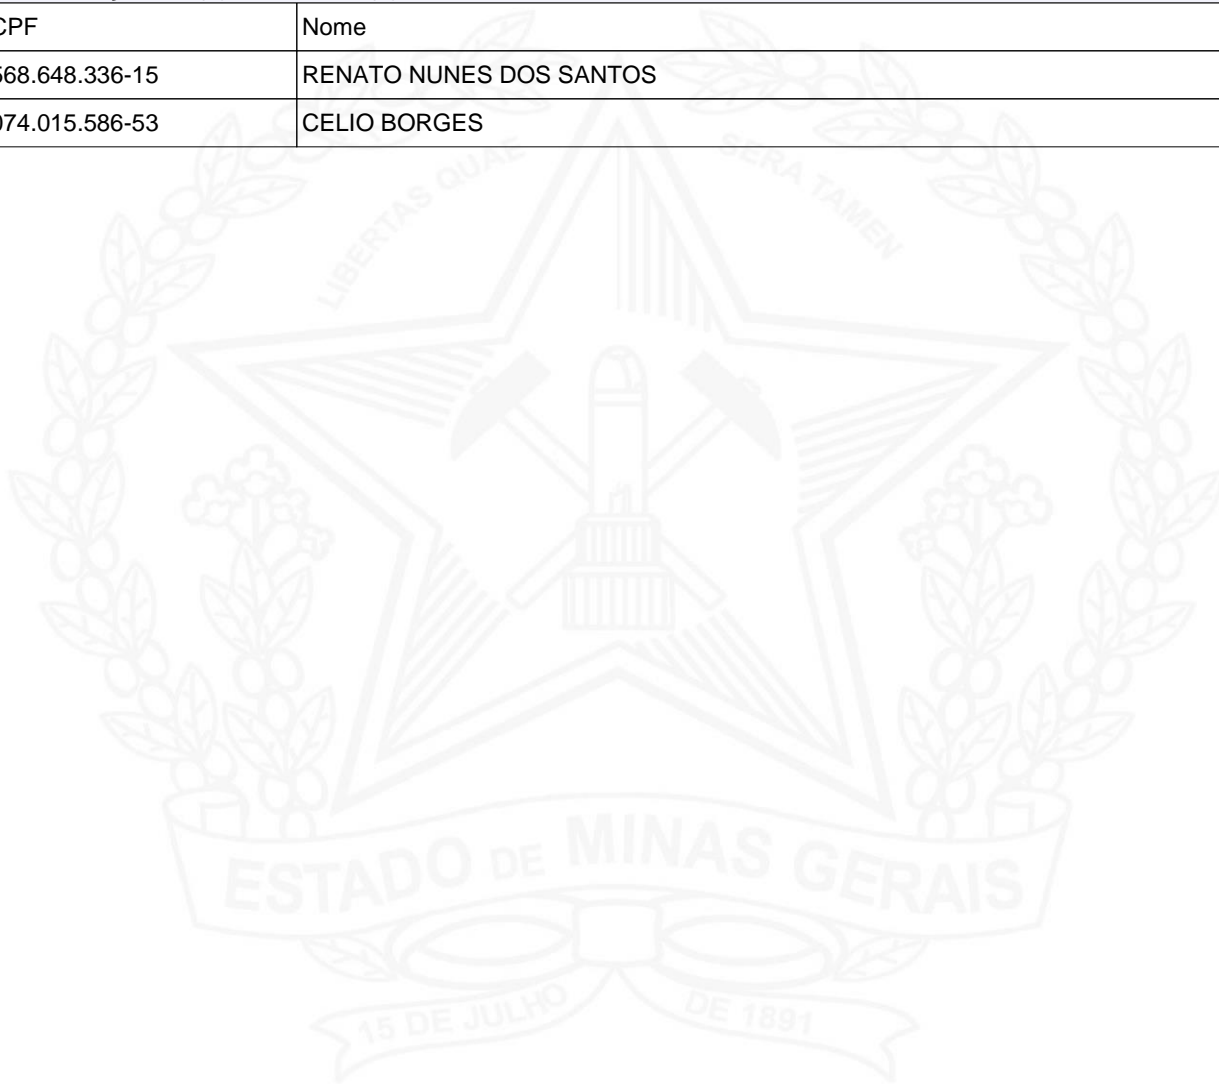 CPF Nome
568.648.336-15 RENATO NUNES DOS SANTOS
074.015.586-53 CELIO BORGES
LIBERTAS QUAE SERA TAMEN
ESTADO DE MINAS GERAIS
15 DE JULHO DE 1891